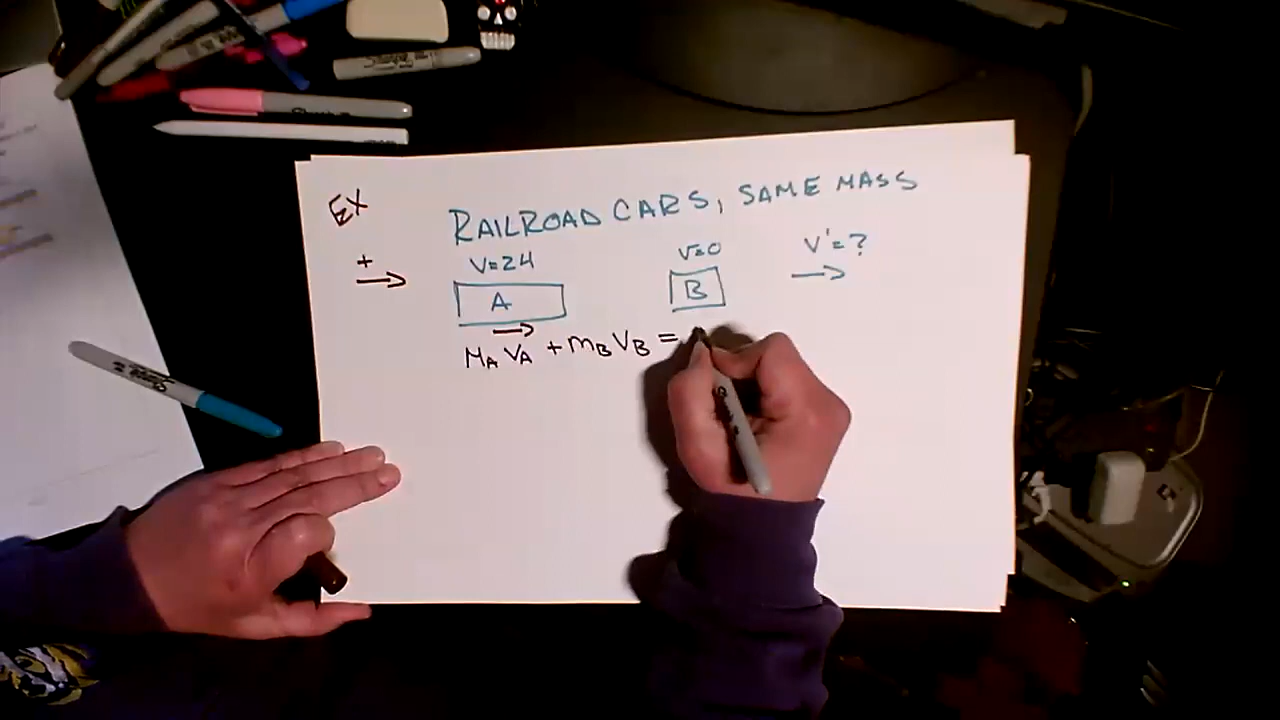 EX
RAILROAD CARS, SAME MASS
+ V=24 V=0 V'=?
A B
MA VA + mB VB =